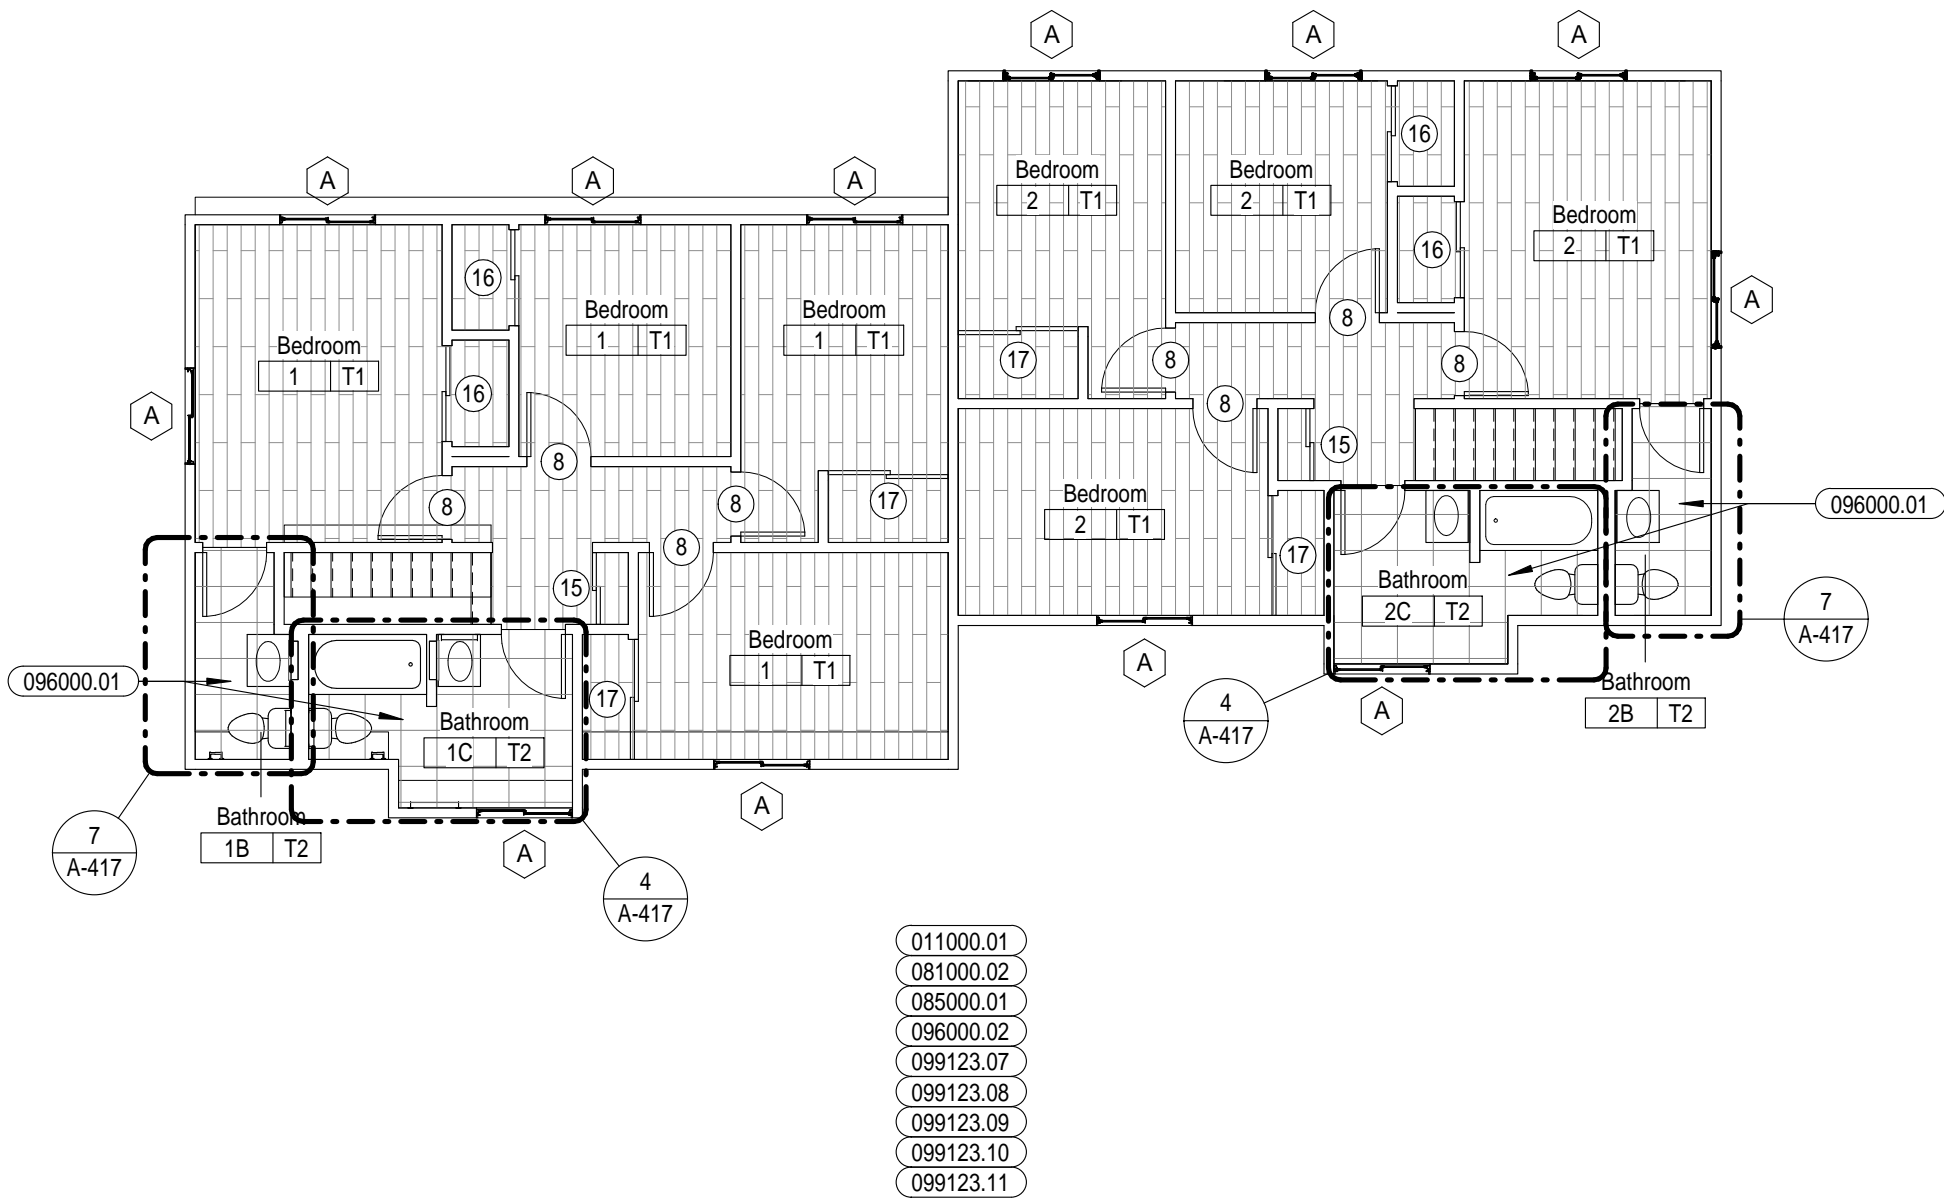 A
A
A
A
A
A
Bedroom
2 T1
Bedroom
2 T1
Bedroom
2 T1
16
16
A
16
16
Bedroom
1 T1
Bedroom
1 T1
Bedroom
1 T1
A
8
8
8
8
17
15
8
8
8
8
17
15
Bedroom
2 T1
17
Bathroom
2C T2
096000.01
7
A-417
Bathroom
2B T2
A
4
A-417
A
Bedroom
1 T1
17
096000.01
Bathroom
1C T2
Bathroom
1B T2
7
A-417
A
A
4
A-417
011000.01
081000.02
085000.01
096000.02
099123.07
099123.08
099123.09
099123.10
099123.11